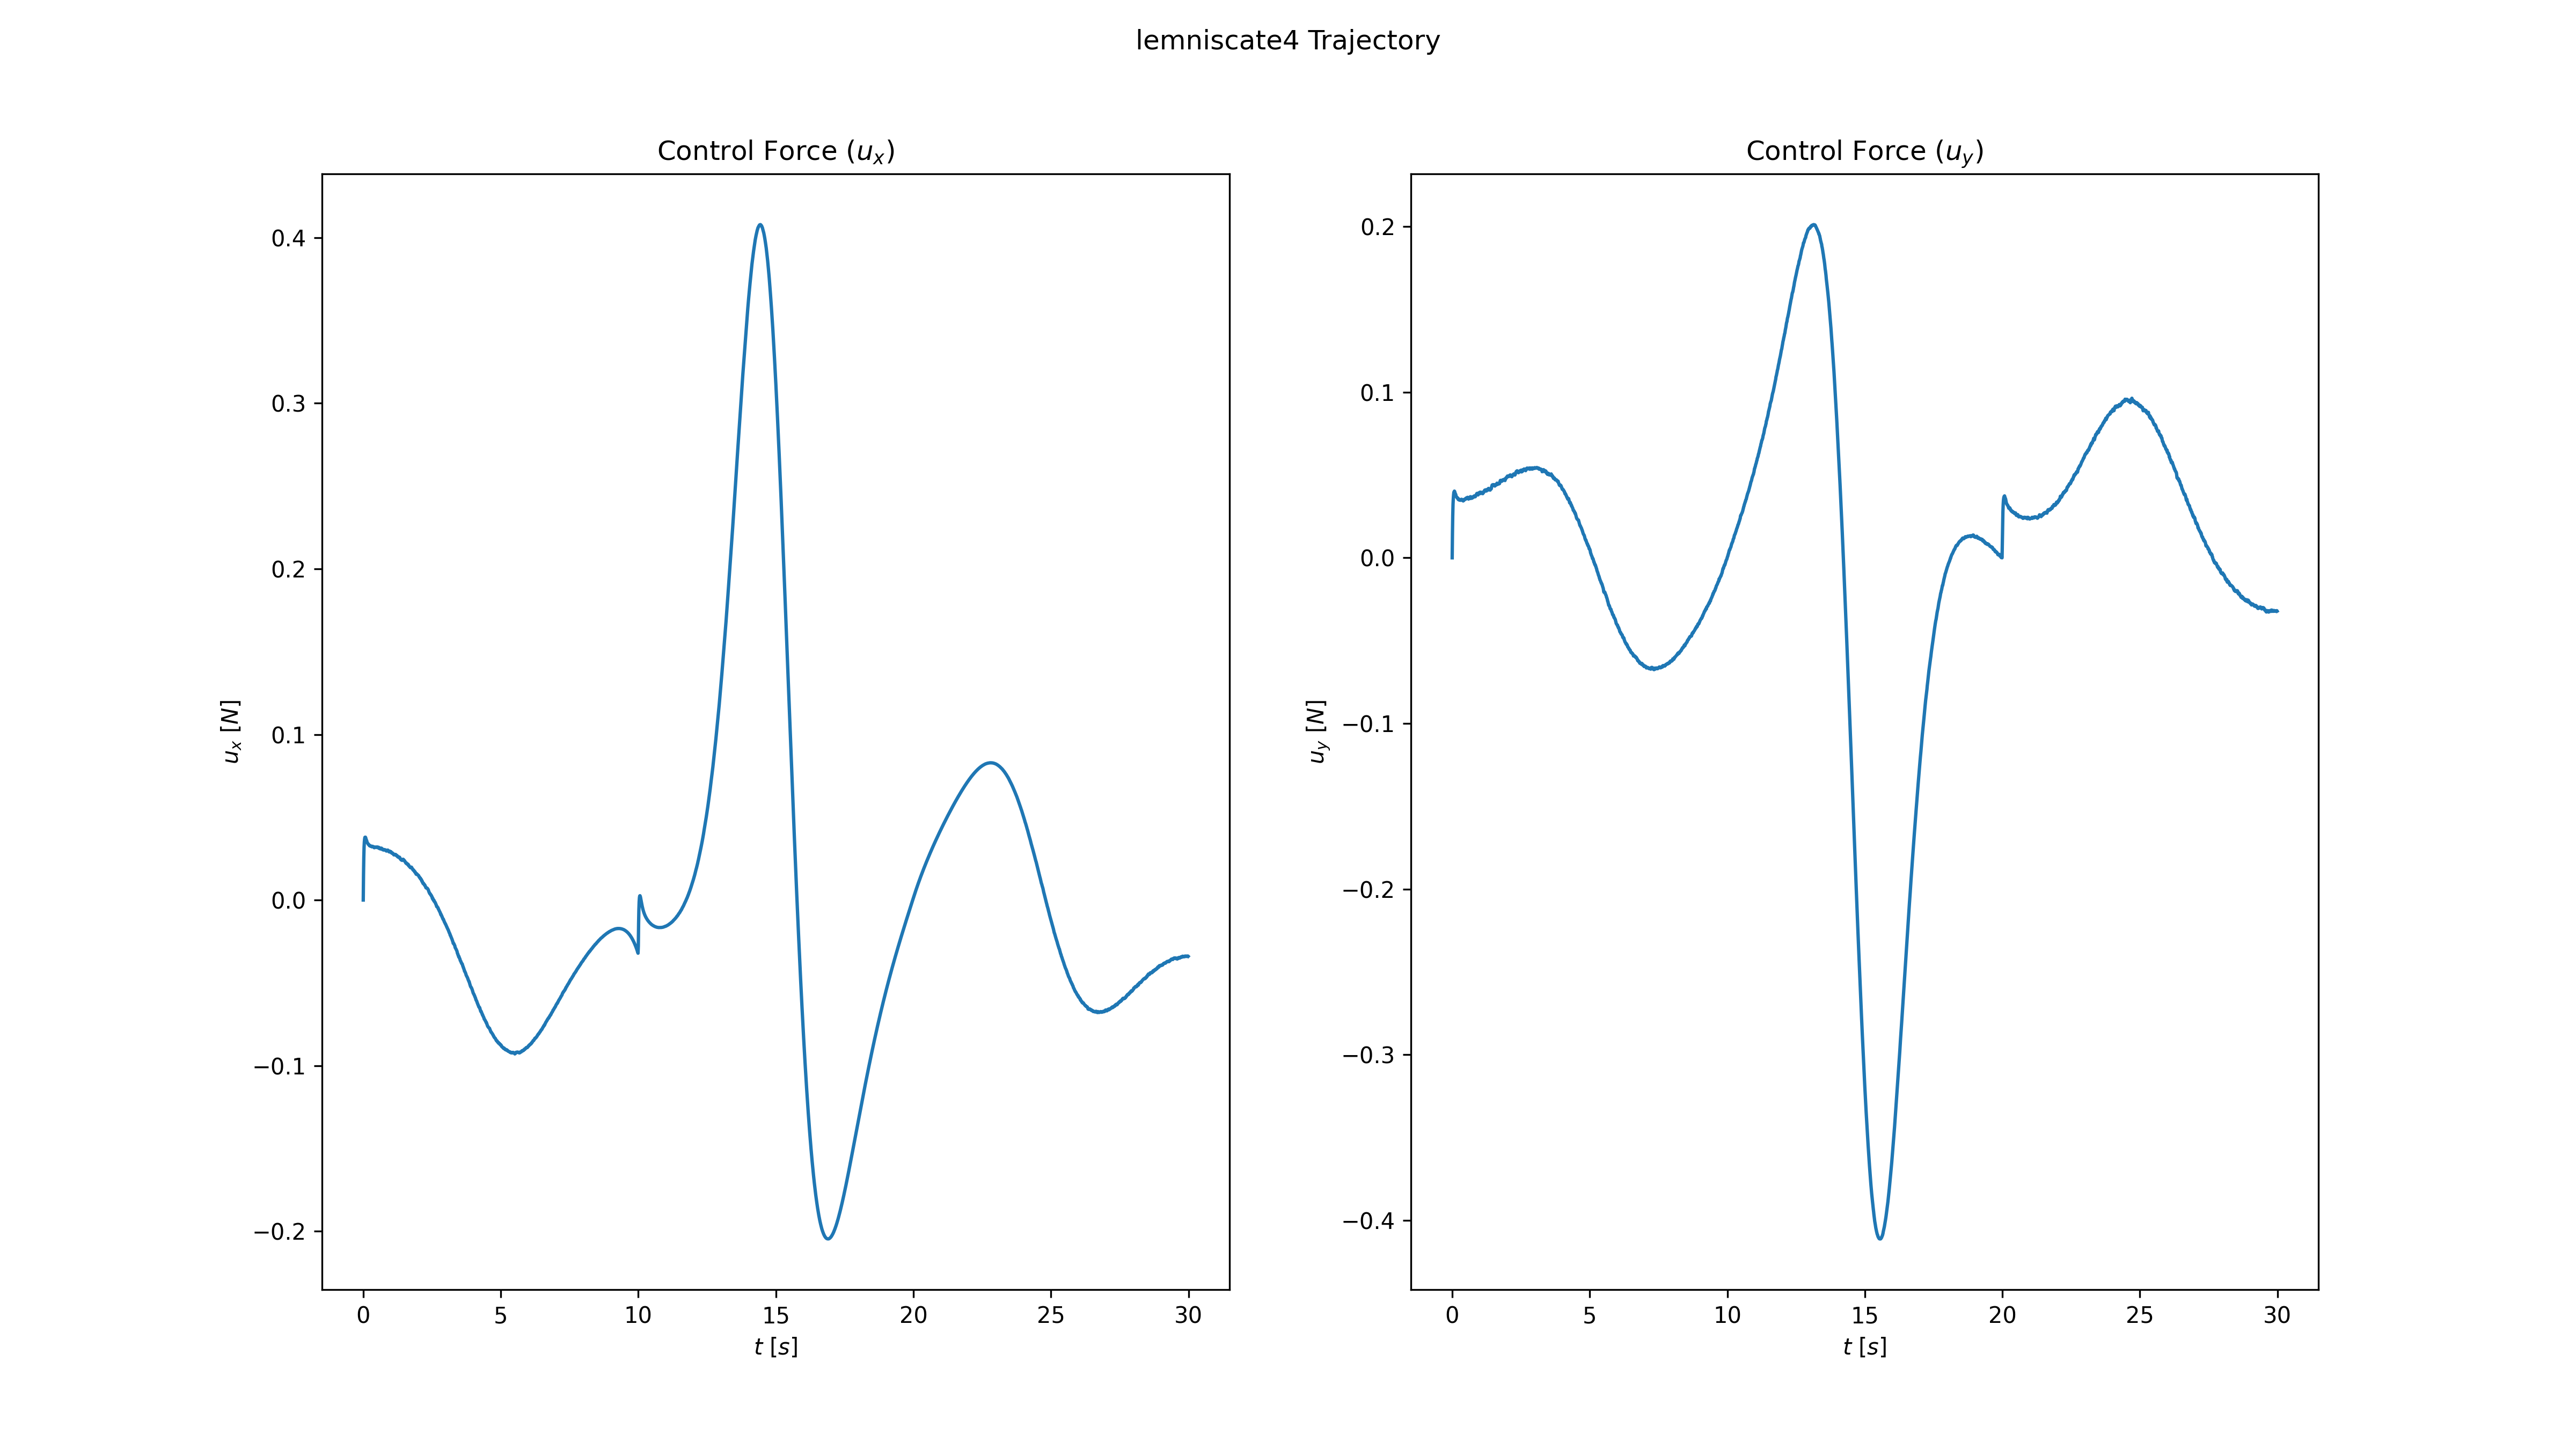 lemniscate4 Trajectory
Control Force (u_x)
0.4
0.3
0.2
0.1
0.0
−0.1
−0.2
u_x [N]
0 5 10 15 20 25 30
t [s]
Control Force (u_y)
0.2
0.1
0.0
−0.1
−0.2
−0.3
−0.4
u_y [N]
0 5 10 15 20 25 30
t [s]